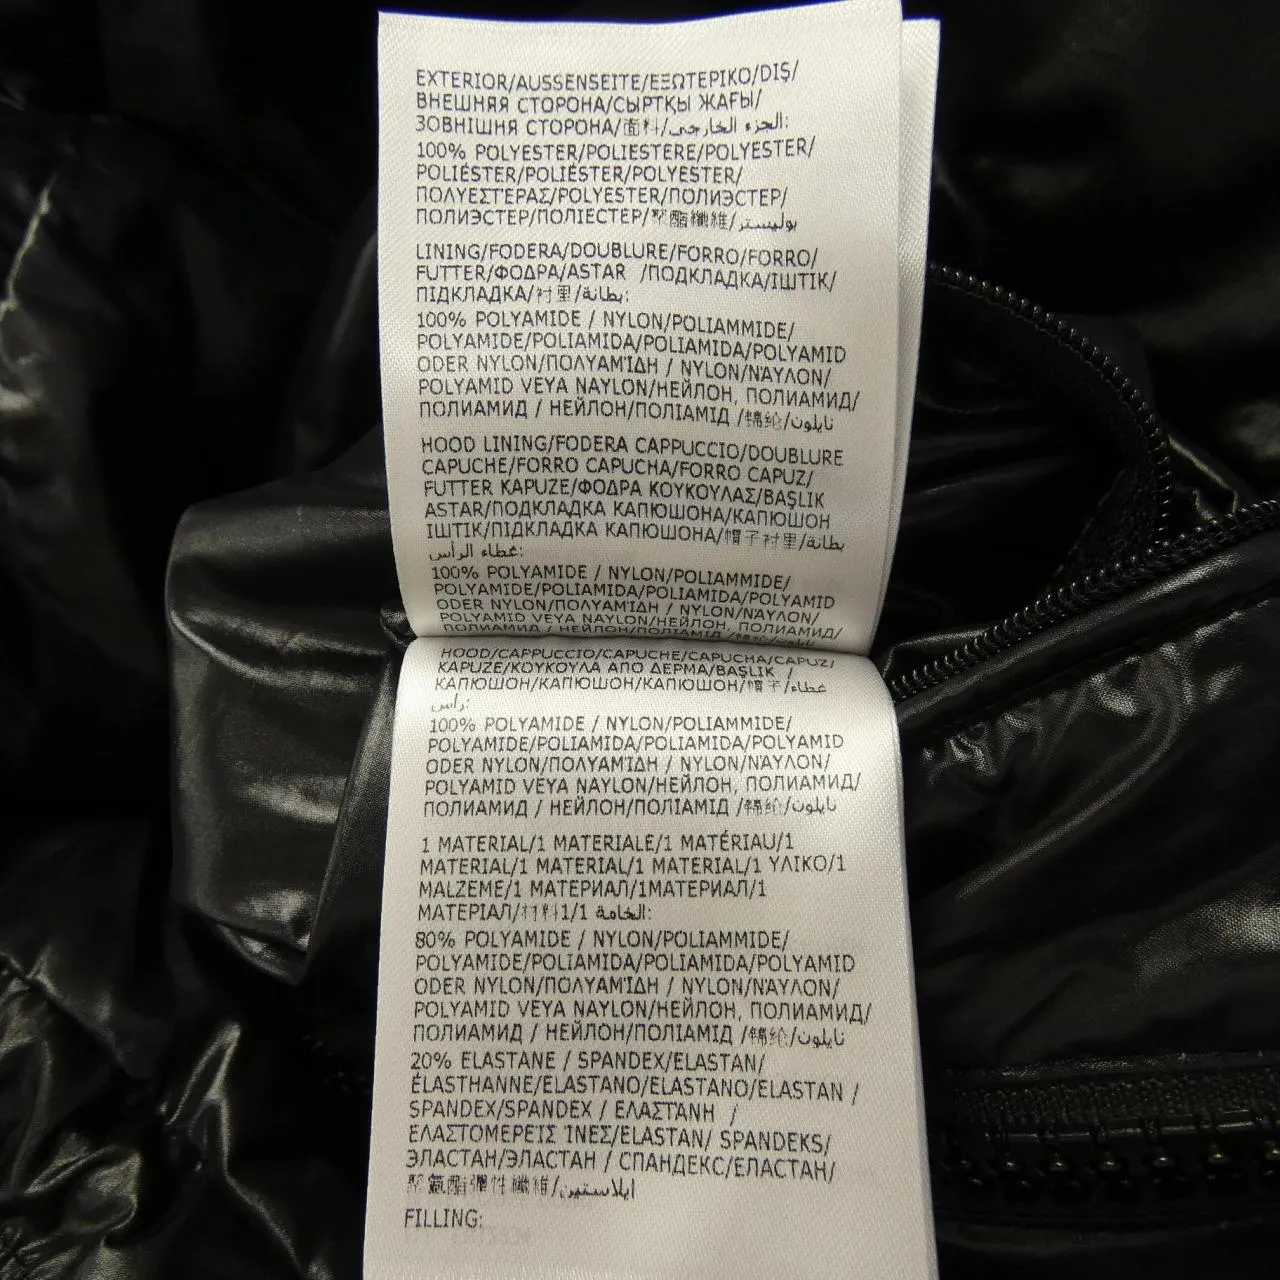 EXTERIOR/AUSSENSEITE/ΕΞΩΤΕΡΙΚΟ/DIŞ/
ВНЕШНЯЯ СТОРОНА/СЫРТҚЫ ЖАҒЫ/
ЗОВНІШНЯ СТОРОНА/面料/الجزء الخارجي:
100% POLYESTER/POLIESTERE/POLYESTER/
POLIÉSTER/POLIÉSTER/POLYESTER/
ΠΟΛΥΕΣΤΈΡΑΣ/POLYESTER/ПОЛИЭСТЕР/
ПОЛИЭСТЕР/ПОЛІЕСТЕР/聚酯纖維/بوليستر
LINING/FODERA/DOUBLURE/FORRO/FORRO/
FUTTER/ΦΟΔΡΑ/ASTAR /ПОДКЛАДКА/ІШТІК/
ПІДКЛАДКА/衬里/بطانة:
100% POLYAMIDE / NYLON/POLIAMMIDE/
POLYAMIDE/POLIAMIDA/POLIAMIDA/POLYAMID
ODER NYLON/ΠΟΛΥΑΜΊΔΗ / NYLON/ΝΆΥΛΟΝ/
POLYAMID VEYA NAYLON/НЕЙЛОН, ПОЛИАМИД/
ПОЛИАМИД / НЕЙЛОН/ПОЛІАМІД /锦纶/نايلون
HOOD LINING/FODERA CAPPUCCIO/DOUBLURE
CAPUCHE/FORRO CAPUCHA/FORRO CAPUZ/
FUTTER KAPUZE/ΦΟΔΡΑ ΚΟΥΚΟΥΛΑΣ/BAŞLIK
ASTAR/ПОДКЛАДКА КАПЮШОНА/КАПЮШОН
ІШТІК/ПІДКЛАДКА КАПЮШОНА/帽子衬里/بطانة
غطاء الرأس:
100% POLYAMIDE / NYLON/POLIAMMIDE/
POLYAMIDE/POLIAMIDA/POLIAMIDA/POLYAMID
ODER NYLON/ΠΟΛΥΑΜΊΔΗ / NYLON/ΝΆΥΛΟΝ/
POLYAMID VEYA NAYLON/НЕЙЛОН, ПОЛИАМИД/
ПОЛИАМИД / НЕЙЛОН/ПОЛІАМІД /锦纶/نايلون
HOOD/CAPPUCCIO/CAPUCHE/CAPUCHA/CAPUZ/
KAPUZE/ΚΟΥΚΟΥΛΑ ΑΠΟ ΔΕΡΜΑ/BAŞLIK /
КАПЮШОН/КАПЮШОН/КАПЮШОН/帽子/غطاء
رأس:
100% POLYAMIDE / NYLON/POLIAMMIDE/
POLYAMIDE/POLIAMIDA/POLIAMIDA/POLYAMID
ODER NYLON/ΠΟΛΥΑΜΊΔΗ / NYLON/ΝΆΥΛΟΝ/
POLYAMID VEYA NAYLON/НЕЙЛОН, ПОЛИАМИД/
ПОЛИАМИД / НЕЙЛОН/ПОЛІАМІД /锦纶/نايلون
1 MATERIAL/1 MATERIALE/1 MATÉRIAU/1
MATERIAL/1 MATERIAL/1 MATERIAL/1 ΥΛΙΚΟ/1
MALZEME/1 МАТЕРИАЛ/1МАТЕРИАЛ/1
МАТЕРІАЛ/材料1/1 الخامة:
80% POLYAMIDE / NYLON/POLIAMMIDE/
POLYAMIDE/POLIAMIDA/POLIAMIDA/POLYAMID
ODER NYLON/ΠΟΛΥΑΜΊΔΗ / NYLON/ΝΆΥΛΟΝ/
POLYAMID VEYA NAYLON/НЕЙЛОН, ПОЛИАМИД/
ПОЛИАМИД / НЕЙЛОН/ПОЛІАМІД /锦纶/نايلون
20% ELASTANE / SPANDEX/ELASTAN/
ÉLASTHANNE/ELASTANO/ELASTANO/ELASTAN /
SPANDEX/SPANDEX / ΕΛΑΣΤΆΝΗ /
ΕΛΑΣΤΟΜΕΡΕΊΣ ΊΝΕΣ/ELASTAN/ SPANDEKS/
ЭЛАСТАН/ЭЛАСТАН / СПАНДЕКС/ЕЛАСТАН/
聚氨酯彈性纖維/ايلاستين
FILLING: